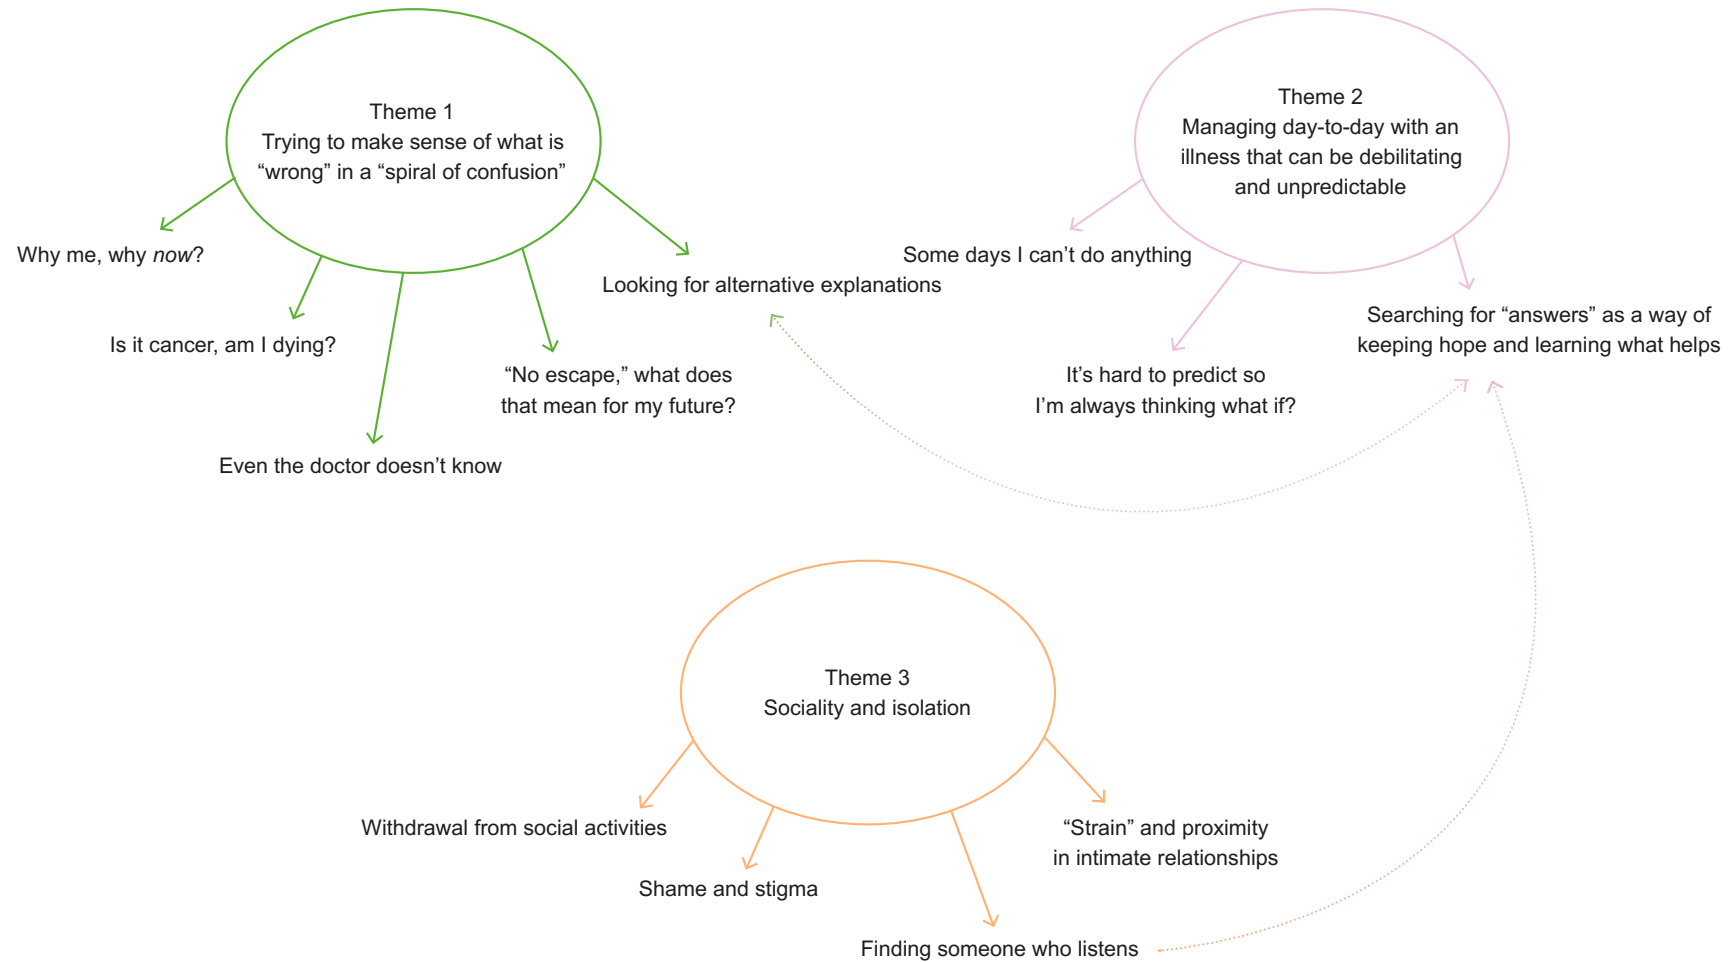 Theme 1
Trying to make sense of what is
“wrong” in a “spiral of confusion”
Why me, why now?
Is it cancer, am I dying?
Even the doctor doesn’t know
“No escape,” what does
that mean for my future?
Looking for alternative explanations
Theme 2
Managing day-to-day with an
illness that can be debilitating
and unpredictable
Some days I can’t do anything
It’s hard to predict so
I’m always thinking what if?
Searching for “answers” as a way of
keeping hope and learning what helps
Theme 3
Sociality and isolation
Withdrawal from social activities
Shame and stigma
Finding someone who listens
“Strain” and proximity
in intimate relationships